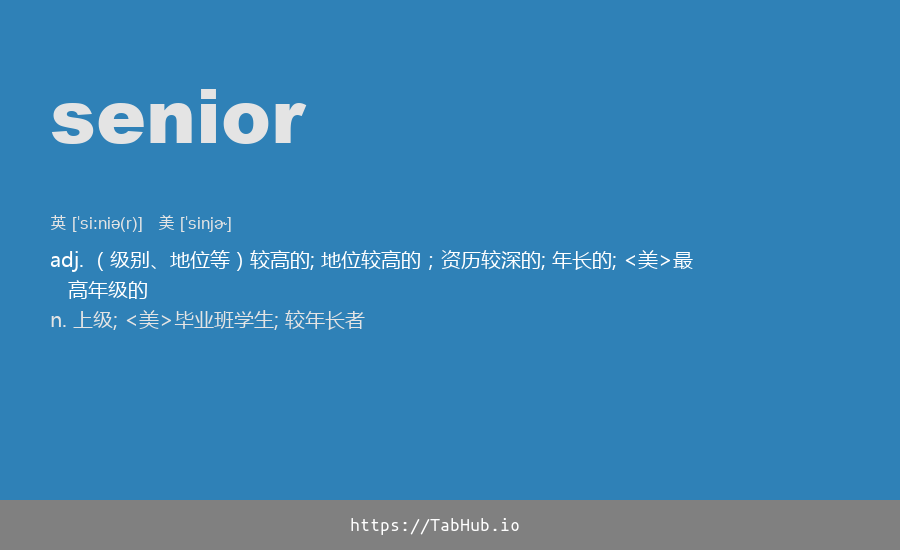 senior
英 [ˈsiːniə(r)] 美 [ˈsinjɚ]
adj. （级别、地位等）较高的; 地位较高的；资历较深的; 年长的; <美>最
高年级的
n. 上级; <美>毕业班学生; 较年长者
https://TabHub.io